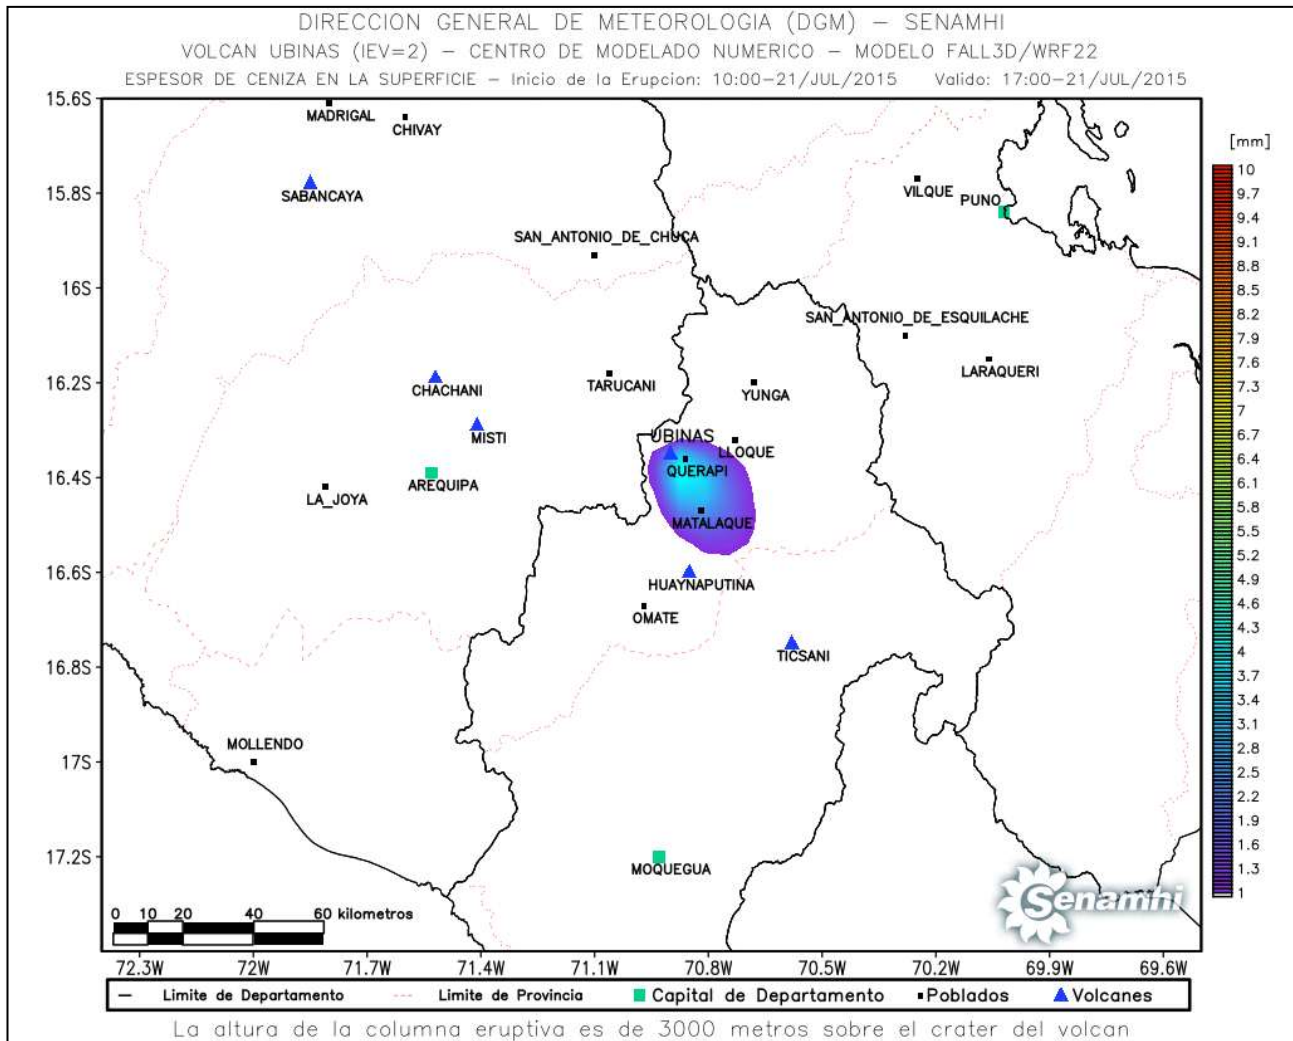 DIRECCION GENERAL DE METEOROLOGIA (DGM) – SENAMHI
VOLCAN UBINAS (IEV=2) – CENTRO DE MODELADO NUMERICO – MODELO FALL3D/WRF22
ESPESOR DE CENIZA EN LA SUPERFICIE – Inicio de la Erupcion: 10:00–21/JUL/2015 Valido: 17:00–21/JUL/2015
15.6S
MADRIGAL
CHIVAY
[mm]
15.8S
SABANCAYA
VILQUE
PUNO
SAN_ANTONIO_DE_CHUCA
16S
SAN_ANTONIO_DE_ESQUILACHE
16.2S
CHACHANI
TARUCANI
YUNGA
LARAQUERI
MISTI
UBINAS
LLOQUE
QUERAPI
16.4S
AREQUIPA
LA_JOYA
MATALAQUE
16.6S
HUAYNAPUTINA
OMATE
16.8S
TICSANI
MOLLENDO
17S
17.2S
MOQUEGUA
Senamhi
10
9.7
9.4
9.1
8.8
8.5
8.2
7.9
7.6
7.3
7
6.7
6.4
6.1
5.8
5.5
5.2
4.9
4.6
4.3
4
3.7
3.4
3.1
2.8
2.5
2.2
1.9
1.6
1.3
1
0 10 20 40 60 kilometros
72.3W 72W 71.7W 71.4W 71.1W 70.8W 70.5W 70.2W 69.9W 69.6W
Limite de Departamento Limite de Provincia Capital de Departamento Poblados Volcanes
La altura de la columna eruptiva es de 3000 metros sobre el crater del volcan